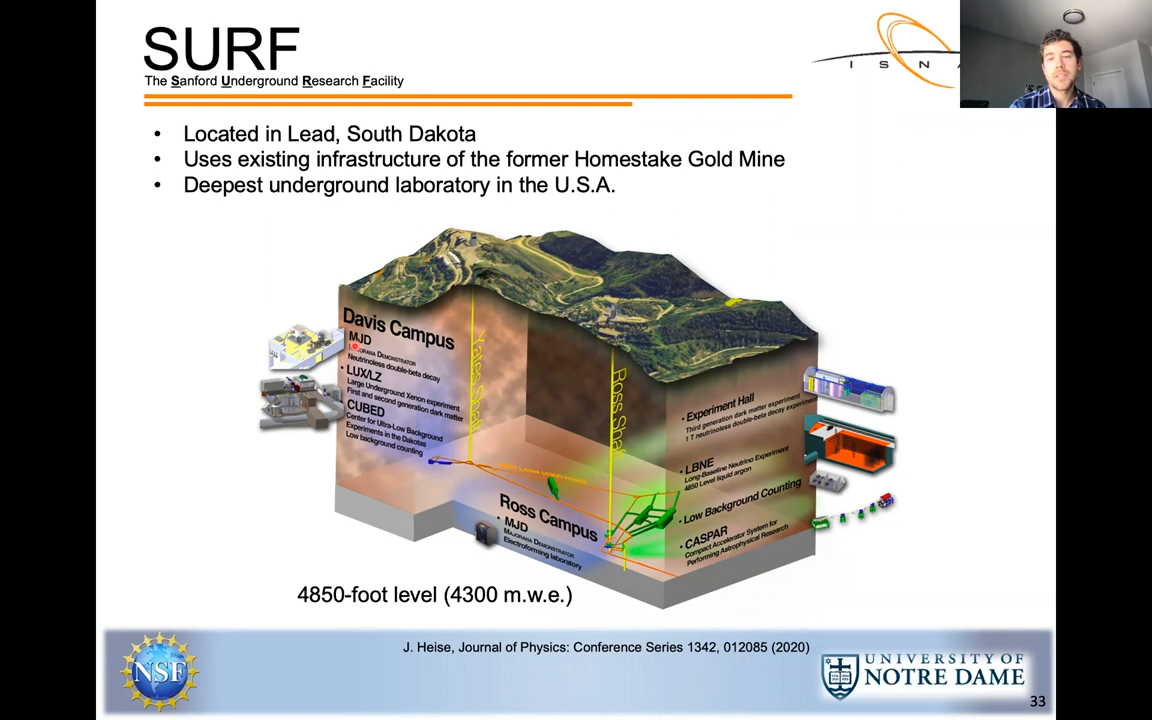 SURF
The Sanford Underground Research Facility
I S N
• Located in Lead, South Dakota
• Uses existing infrastructure of the former Homestake Gold Mine
• Deepest underground laboratory in the U.S.A.
Davis Campus
MJD
DEMONSTRATOR
Neutrinoless double-beta decay
• LUX/LZ
Large Underground Xenon experiment
First and second generation dark matter
• CUBED
Center for Ultra-Low Background
Experiments in the Dakotas
Low background counting
Yates Shaft
Ross Shaft
• Experiment Hall
Third generation dark matter experiment
1 T neutrinoless double-beta decay experiment
• LBNE
Long-Baseline Neutrino Experiment
4850 Level liquid argon
• Low Background Counting
• CASPAR
Compact Accelerator System for
Performing Astrophysical Research
Ross Campus
• MJD
MAJORANA DEMONSTRATOR
Electroforming laboratory
4850-foot level (4300 m.w.e.)
J. Heise, Journal of Physics: Conference Series 1342, 012085 (2020)
NSF
UNIVERSITY OF
NOTRE DAME
33